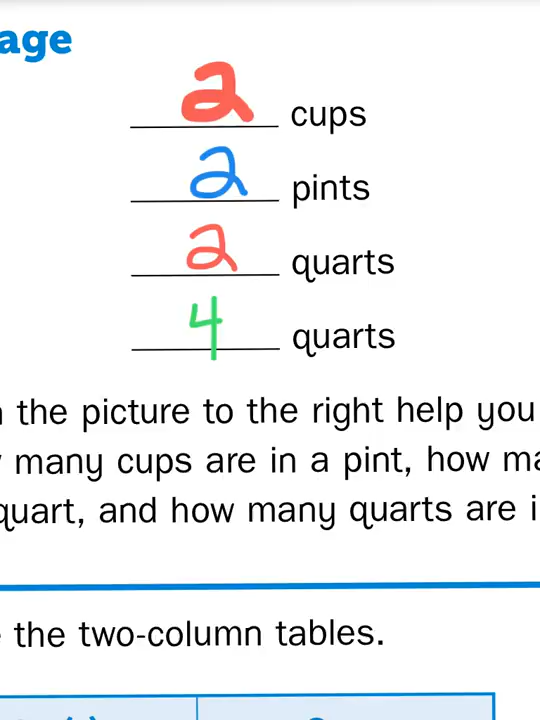 age
2 cups
2 pints
2 quarts
4 quarts
the picture to the right help you
many cups are in a pint, how
quart, and how many quarts are
the two-column tables.